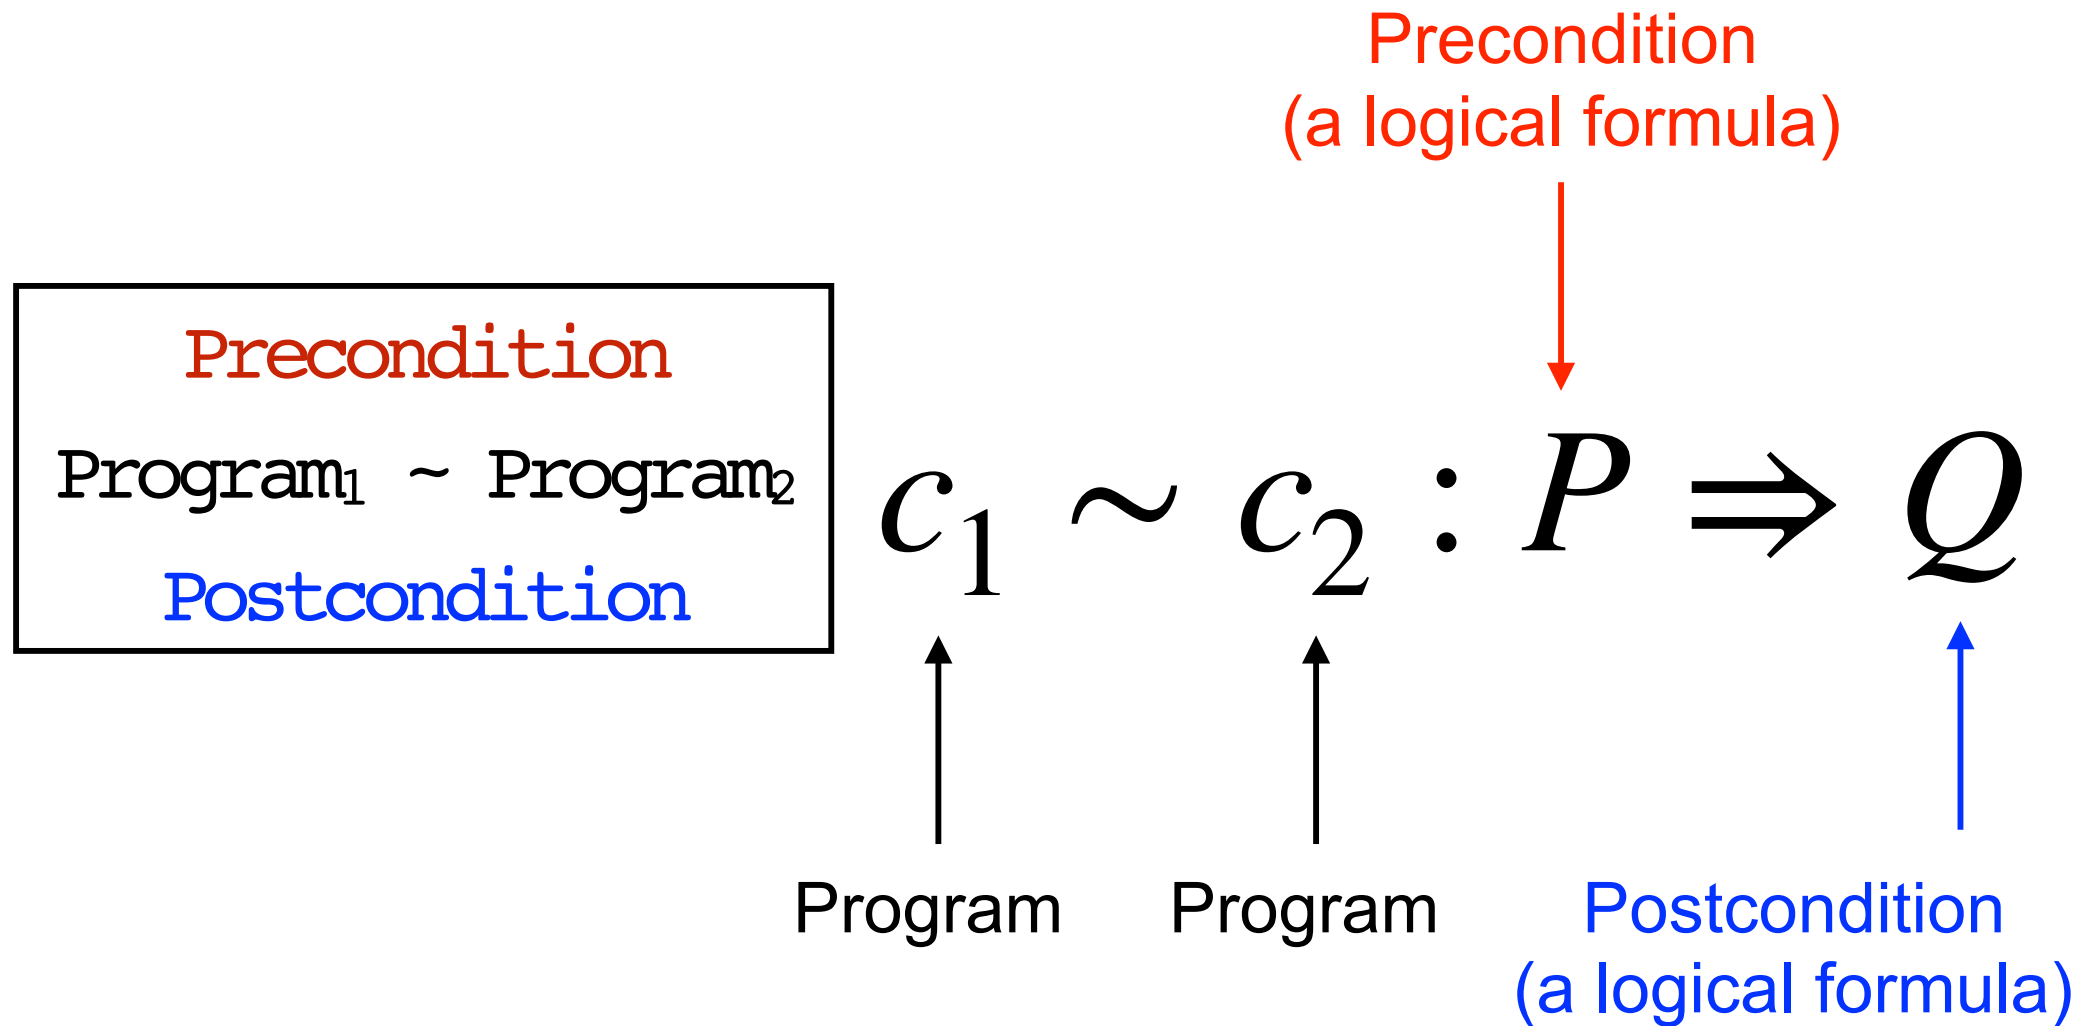 Precondition
(a logical formula)
Precondition
Program₁ ~ Program₂
Postcondition
c₁ ∼ c₂ : P ⇒ Q
Program Program Postcondition
(a logical formula)